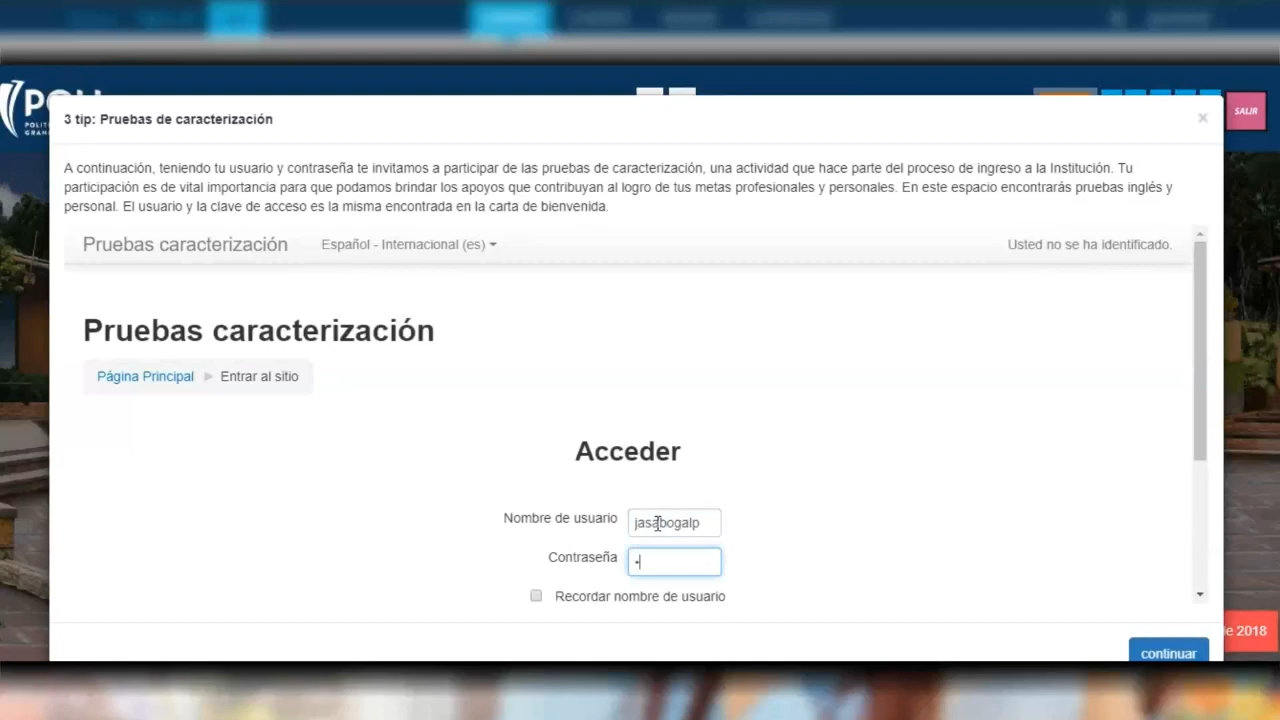 SALIR
3 tip: Pruebas de caracterización
×
A continuación, teniendo tu usuario y contraseña te invitamos a participar de las pruebas de caracterización, una actividad que hace parte del proceso de ingreso a la Institución. Tu
participación es de vital importancia para que podamos brindar los apoyos que contribuyan al logro de tus metas profesionales y personales. En este espacio encontrarás pruebas inglés y
personal. El usuario y la clave de acceso es la misma encontrada en la carta de bienvenida.
Pruebas caracterización Español - Internacional (es) Usted no se ha identificado.
Pruebas caracterización
Página Principal Entrar al sitio
Acceder
Nombre de usuario jasabogalp
Contraseña
Recordar nombre de usuario
de 2018
continuar